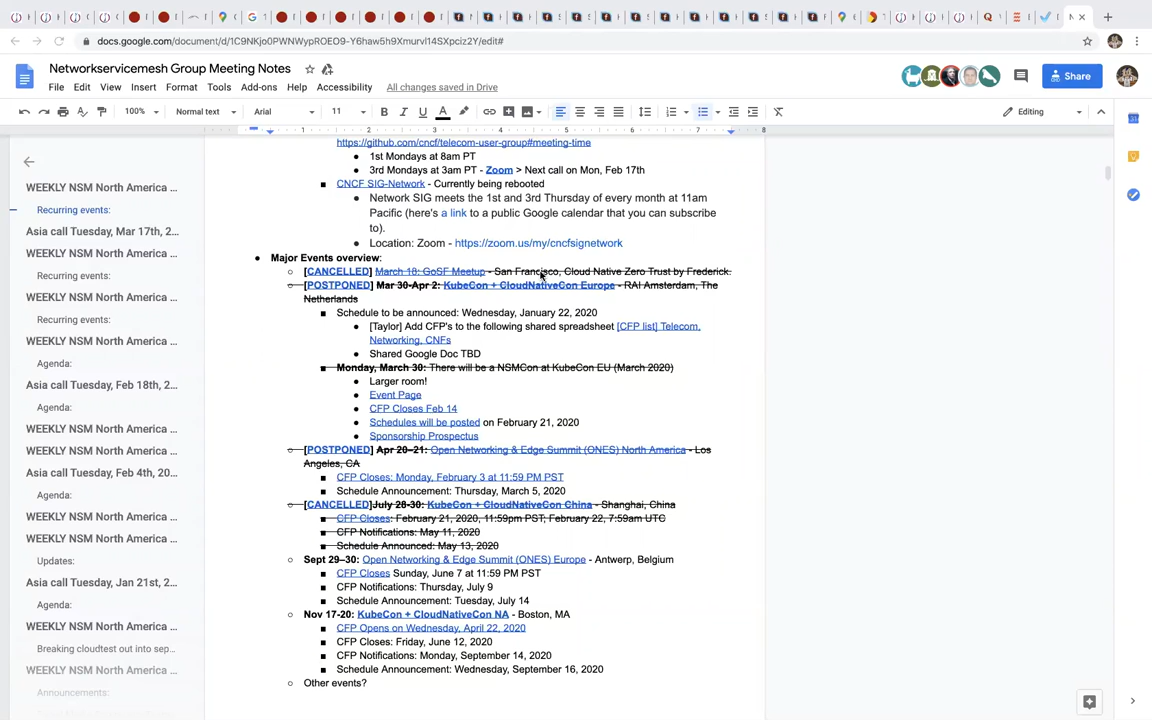 docs.google.com/document/d/1C9NKjo0PWNWypROEO9-Y6haw5h9Xmurvl14SXpciz2Y/edit#
Networkservicemesh Group Meeting Notes
File Edit View Insert Format Tools Add-ons Help Accessibility All changes saved in Drive
Share
100% Normal text Arial 11 Editing
1 2 3 4 5 6 7 8
WEEKLY NSM North America ...
Recurring events:
Asia call Tuesday, Mar 17th, 2...
WEEKLY NSM North America ...
Recurring events:
WEEKLY NSM North America ...
Recurring events:
WEEKLY NSM North America ...
Agenda:
Asia call Tuesday, Feb 18th, 2...
Agenda:
WEEKLY NSM North America ...
WEEKLY NSM North America ...
Asia call Tuesday, Feb 4th, 20...
Agenda:
WEEKLY NSM North America ...
WEEKLY NSM North America ...
Updates:
Asia call Tuesday, Jan 21st, 2...
Agenda:
WEEKLY NSM North America ...
Breaking cloudtest out into sep...
WEEKLY NSM North America ...
Announcements:
https://github.com/cncf/telecom-user-group#meeting-time
1st Mondays at 8am PT
3rd Mondays at 3am PT - Zoom > Next call on Mon, Feb 17th
CNCF SIG-Network - Currently being rebooted
Network SIG meets the 1st and 3rd Thursday of every month at 11am
Pacific (here's a link to a public Google calendar that you can subscribe
to).
Location: Zoom - https://zoom.us/my/cncfsignetwork
Major Events overview:
[CANCELLED] March 18: GoSF Meetup - San Francisco, Cloud Native Zero Trust by Frederick.
[POSTPONED] Mar 30-Apr 2: KubeCon + CloudNativeCon Europe - RAI Amsterdam, The
Netherlands
Schedule to be announced: Wednesday, January 22, 2020
[Taylor] Add CFP's to the following shared spreadsheet [CFP list] Telecom,
Networking, CNFs
Shared Google Doc TBD
Monday, March 30: There will be a NSMCon at KubeCon EU (March 2020)
Larger room!
Event Page
CFP Closes Feb 14
Schedules will be posted on February 21, 2020
Sponsorship Prospectus
[POSTPONED] Apr 20–21: Open Networking & Edge Summit (ONES) North America - Los
Angeles, CA
CFP Closes: Monday, February 3 at 11:59 PM PST
Schedule Announcement: Thursday, March 5, 2020
[CANCELLED]July 28-30: KubeCon + CloudNativeCon China - Shanghai, China
CFP Closes: February 21, 2020, 11:59pm PST; February 22, 7:59am UTC
CFP Notifications: May 11, 2020
Schedule Announced: May 13, 2020
Sept 29–30: Open Networking & Edge Summit (ONES) Europe - Antwerp, Belgium
CFP Closes Sunday, June 7 at 11:59 PM PST
CFP Notifications: Thursday, July 9
Schedule Announcement: Tuesday, July 14
Nov 17-20: KubeCon + CloudNativeCon NA - Boston, MA
CFP Opens on Wednesday, April 22, 2020
CFP Closes: Friday, June 12, 2020
CFP Notifications: Monday, September 14, 2020
Schedule Announcement: Wednesday, September 16, 2020
Other events?